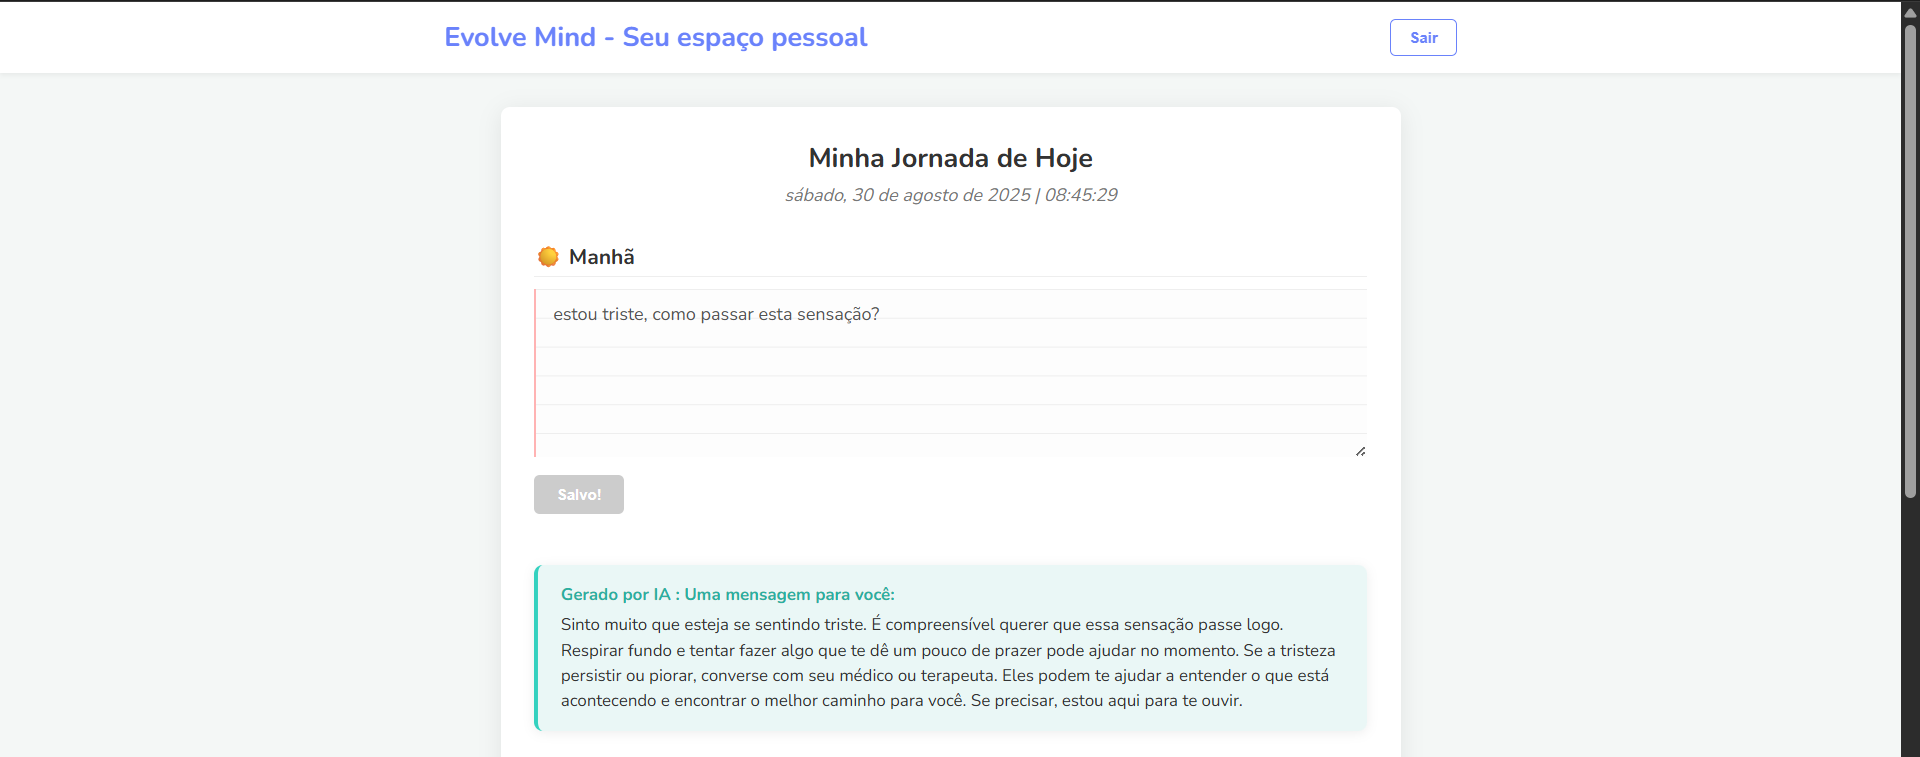 Evolve Mind - Seu espaço pessoal
Sair
Minha Jornada de Hoje
sábado, 30 de agosto de 2025 | 08:45:29
Manhã
estou triste, como passar esta sensação?
Salvo!
Gerado por IA : Uma mensagem para você:
Sinto muito que esteja se sentindo triste. É compreensível querer que essa sensação passe logo.
Respirar fundo e tentar fazer algo que te dê um pouco de prazer pode ajudar no momento. Se a tristeza
persistir ou piorar, converse com seu médico ou terapeuta. Eles podem te ajudar a entender o que está
acontecendo e encontrar o melhor caminho para você. Se precisar, estou aqui para te ouvir.